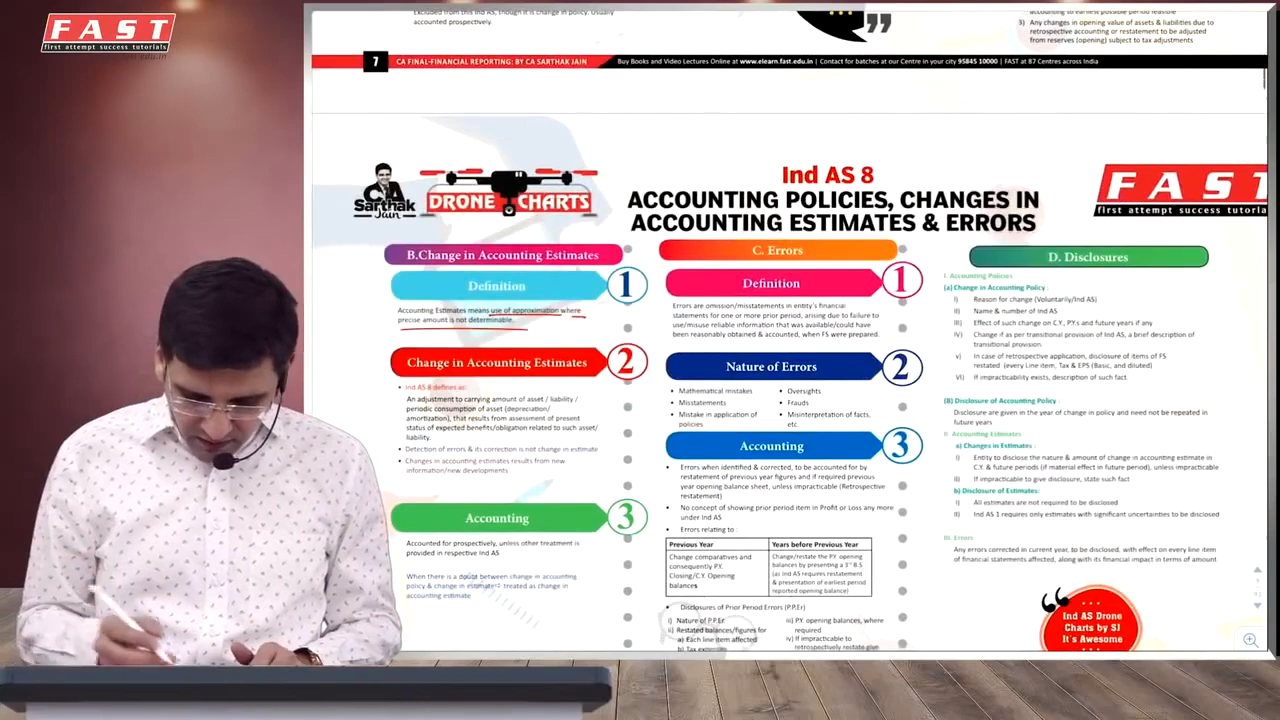 FAST
first attempt success tutorials
accounted prospectively.
3) Any changes in opening value of assets & liabilities due to
retrospective accounting or restatement to be adjusted
from reserves (opening) subject to tax adjustments
7 CA FINAL-FINANCIAL REPORTING: BY CA SARTHAK JAIN Buy Books and Video Lectures Online at www.elearn.fast.edu.in | Contact for batches at our Centre in your city 95845 10000 | FAST at 87 Centres across India
Sarthak Jain
DRONE CHARTS
Ind AS 8
ACCOUNTING POLICIES, CHANGES IN
ACCOUNTING ESTIMATES & ERRORS
FAST
first attempt success tutoria
B.Change in Accounting Estimates
Definition 1
Accounting Estimates means use of approximation where
precise amount is not determinable.
Change in Accounting Estimates 2
• Ind AS 8 defines as:
An adjustment to carrying amount of asset / liability /
periodic consumption of asset (depreciation/
amortization), that results from assessment of present
status of expected benefits/obligation related to such asset/
liability.
• Detection of errors & its correction is not change in estimate
• Changes in accounting estimates results from new
information/new developments
Accounting 3
Accounted for prospectively, unless other treatment is
provided in respective Ind AS
When there is a doubt between change in accounting
policy & change in estimate treated as change in
accounting estimate
C. Errors
Definition 1
Errors are omission/misstatements in entity's financial
statements for one or more prior period, arising due to failure to
use/misuse reliable information that was available/could have
been reasonably obtained & accounted, when FS were prepared.
Nature of Errors 2
• Mathematical mistakes
• Misstatements
• Mistake in application of
policies
• Oversights
• Frauds
• Misinterpretation of facts,
etc.
Accounting 3
• Errors when identified & corrected, to be accounted for by
restatement of previous year figures and if required previous
year opening balance sheet, unless impracticable (Retrospective
restatement)
• No concept of showing prior period item in Profit or Loss any more
under Ind AS
• Errors relating to :
Previous Year
Change comparatives and
consequently P.Y.
Closing/C.Y. Opening
balances
Years before Previous Year
Change/restate the P.Y. opening
balances by presenting a 3rd B.S
(as Ind AS requires restatement
& presentation of earliest period
reported opening balance)
• Disclosures of Prior Period Errors (P.P.Er)
i) Nature of P.P.Er
ii) Restated balances/figures for
a) Each line item affected
b) Tax expenses
iii) P.Y. opening balances, where
required
iv) If impracticable to
retrospectively restate give
D. Disclosures
I. Accounting Policies
(a) Change in Accounting Policy :
I) Reason for change (Voluntarily/Ind AS)
II) Name & number of Ind AS
III) Effect of such change on C.Y., P.Y.s and future years if any
IV) Change if as per transitional provision of Ind AS, a brief description of
transitional provision.
v) In case of retrospective application, disclosure of items of FS
restated (every Line item, Tax & EPS (Basic, and diluted)
VI) If impracticability exists, description of such fact.
(B) Disclosure of Accounting Policy :
Disclosure are given in the year of change in policy and need not be repeated in
future years
II. Accounting Estimates
a) Changes in Estimates :
i) Entity to disclose the nature & amount of change in accounting estimate in
C.Y. & future periods (if material effect in future period), unless impracticable
II) If impracticable to give disclosure, state such fact
b) Disclosure of Estimates:
i) All estimates are not required to be disclosed
II) Ind AS 1 requires only estimates with significant uncertainties to be disclosed
III. Errors
Any errors corrected in current year, to be disclosed, with effect on every line item
of financial statements affected, along with its financial impact in terms of amount
Ind AS Drone
Charts by SJ
It's Awesome